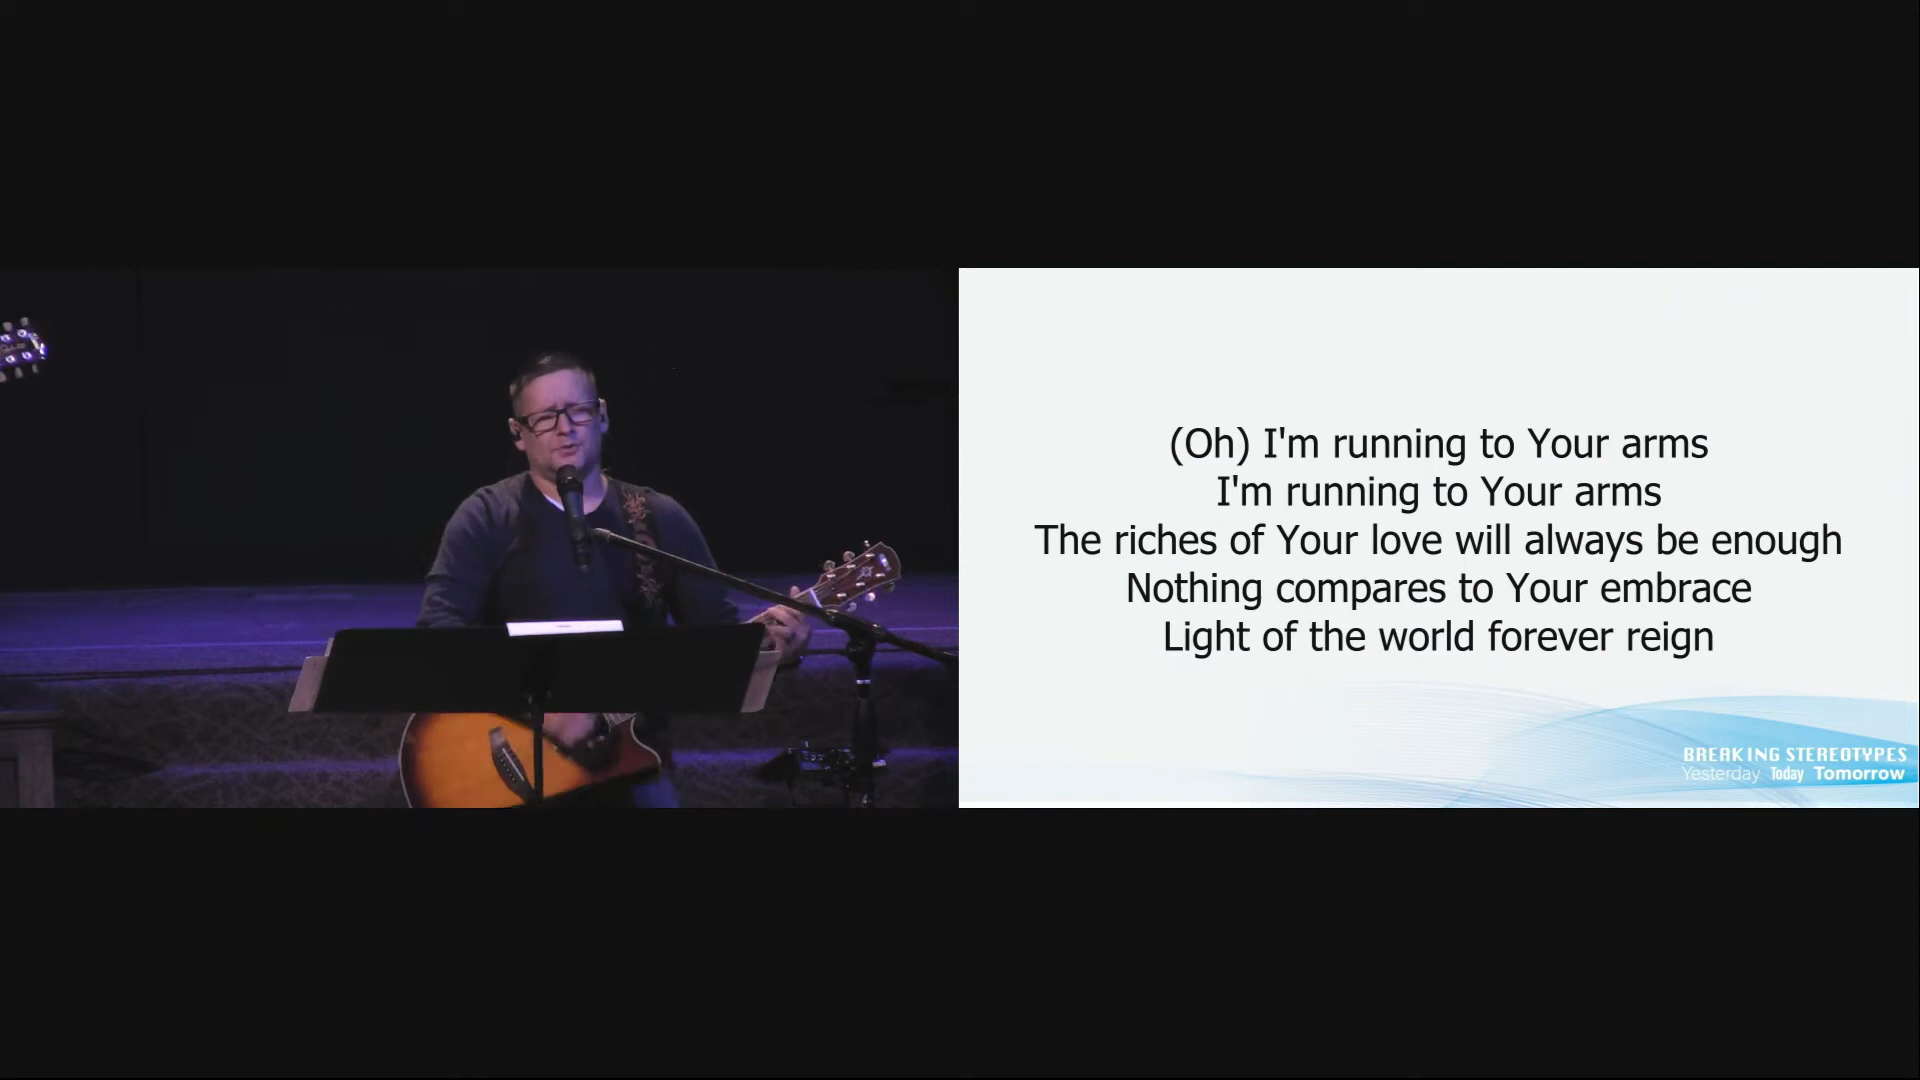 (Oh) I'm running to Your arms
I'm running to Your arms
The riches of Your love will always be enough
Nothing compares to Your embrace
Light of the world forever reign
BREAKING STEREOTYPES
Yesterday Today Tomorrow